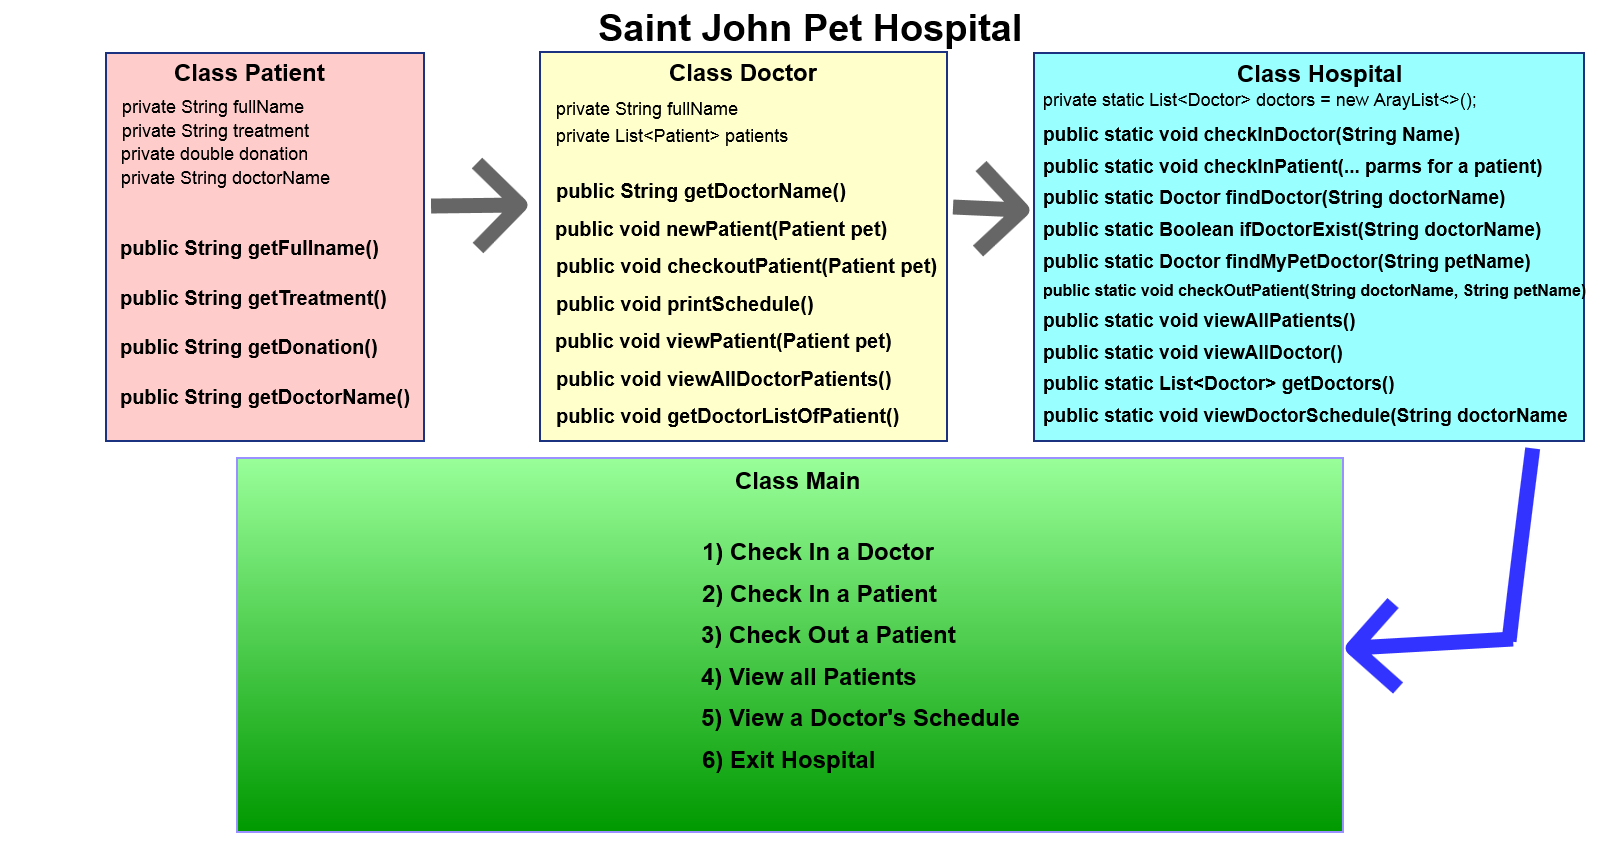 Saint John Pet Hospital
Class Patient
private String fullName
private String treatment
private double donation
private String doctorName
public String getFullname()
public String getTreatment()
public String getDonation()
public String getDoctorName()
Class Doctor
private String fullName
private List<Patient> patients
public String getDoctorName()
public void newPatient(Patient pet)
public void checkoutPatient(Patient pet)
public void printSchedule()
public void viewPatient(Patient pet)
public void viewAllDoctorPatients()
public void getDoctorListOfPatient()
Class Hospital
private static List<Doctor> doctors = new ArayList<>();
public static void checkInDoctor(String Name)
public static void checkInPatient(... parms for a patient)
public static Doctor findDoctor(String doctorName)
public static Boolean ifDoctorExist(String doctorName)
public static Doctor findMyPetDoctor(String petName)
public static void checkOutPatient(String doctorName, String petName)
public static void viewAllPatients()
public static void viewAllDoctor()
public static List<Doctor> getDoctors()
public static void viewDoctorSchedule(String doctorName
Class Main
1) Check In a Doctor
2) Check In a Patient
3) Check Out a Patient
4) View all Patients
5) View a Doctor's Schedule
6) Exit Hospital